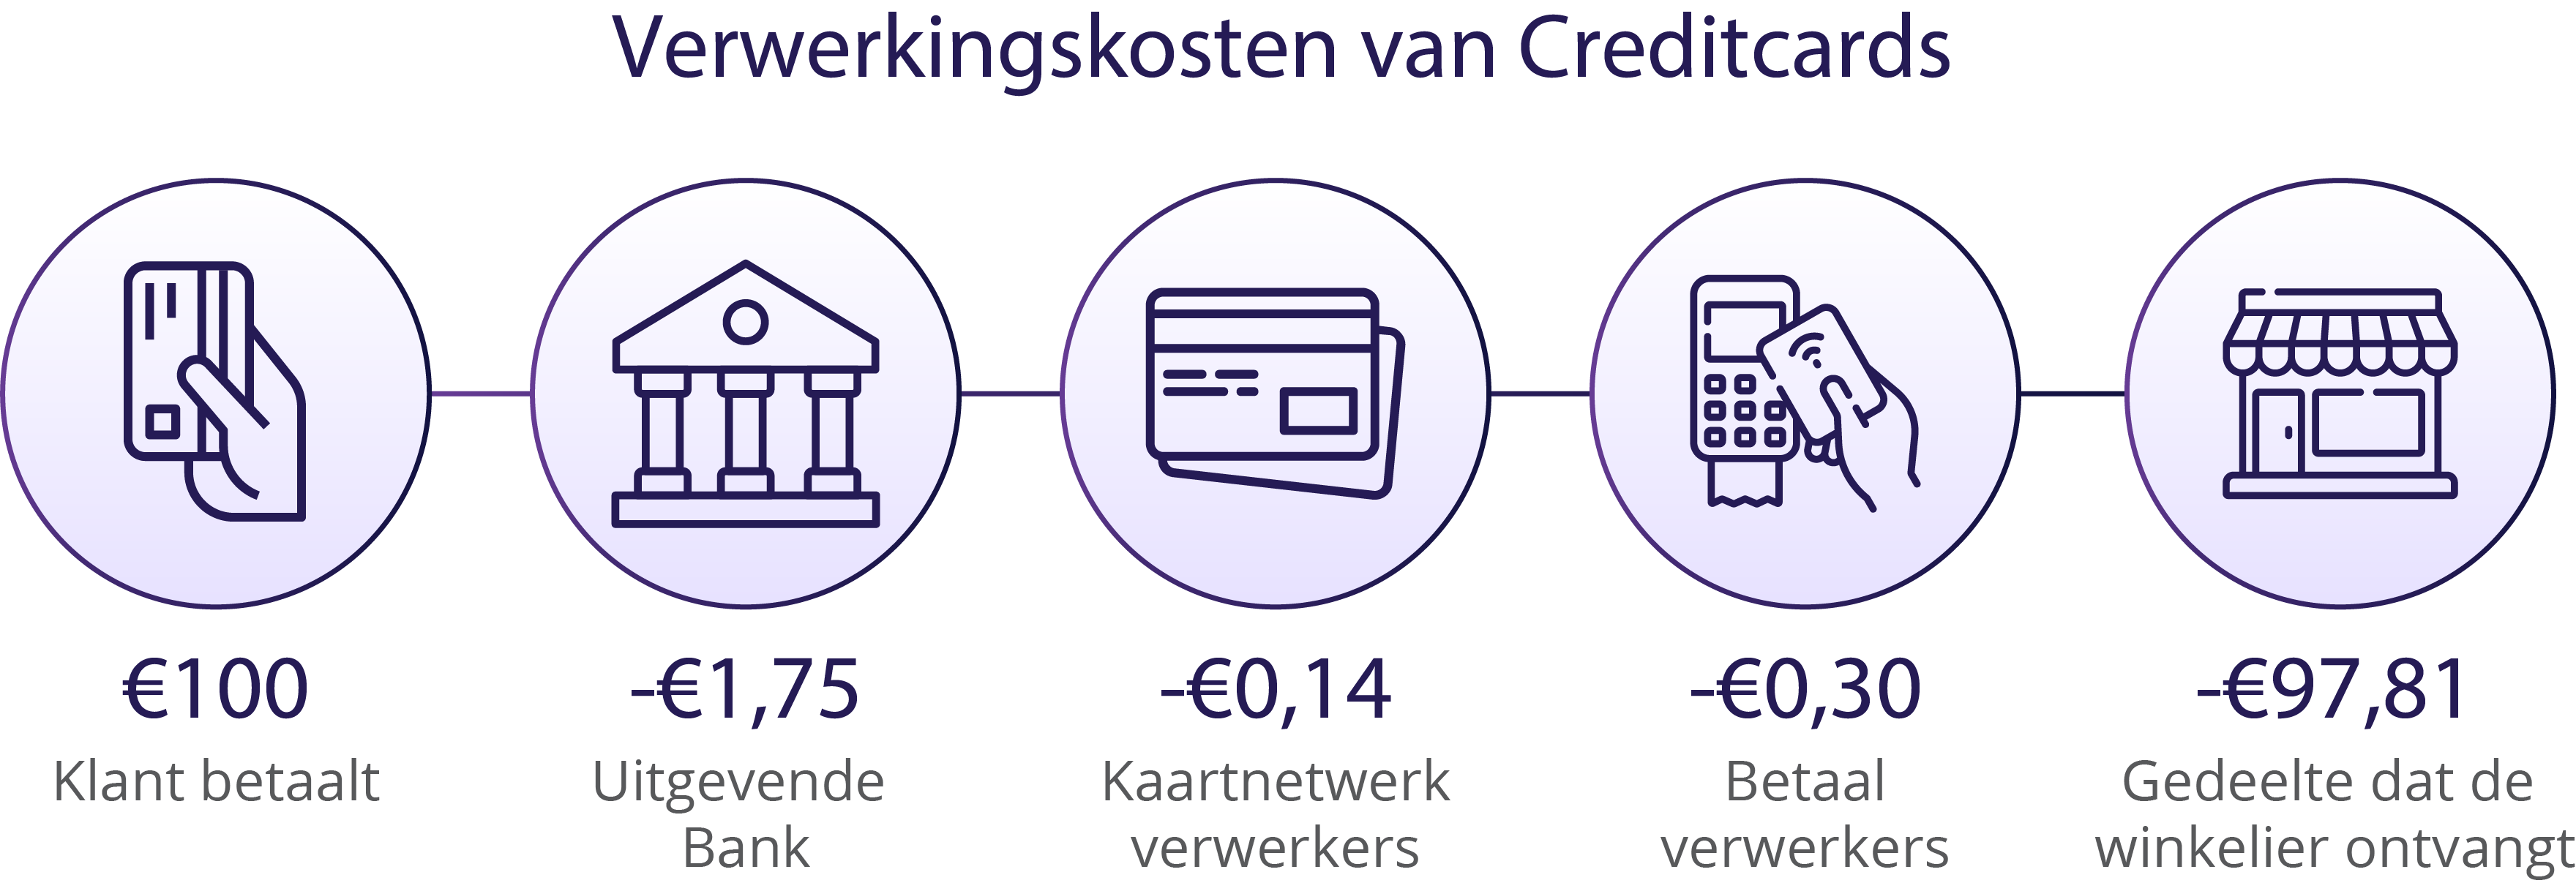 Verwerkingskosten van Creditcards
€100
Klant betaalt
-€1,75
Uitgevende
Bank
-€0,14
Kaartnetwerk
verwerkers
-€0,30
Betaal
verwerkers
-€97,81
Gedeelte dat de
winkelier ontvangt